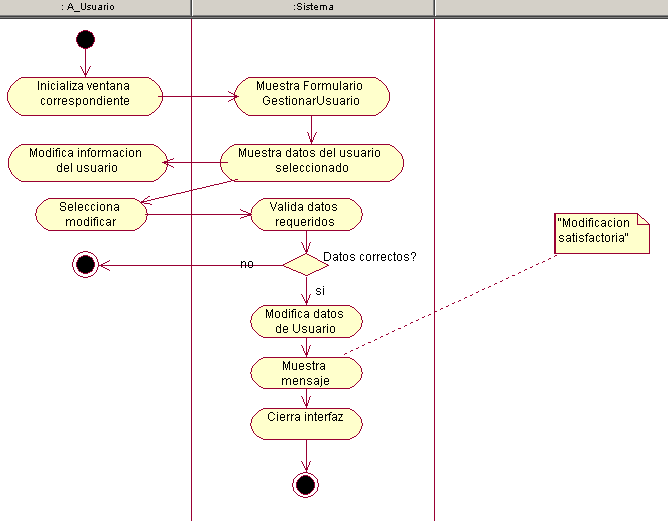 : A_Usuario
:Sistema
Inicializa ventana
correspondiente
Muestra Formulario
GestionarUsuario
Modifica informacion
del usuario
Muestra datos del usuario
seleccionado
Selecciona
modificar
Valida datos
requeridos
"Modificacion
satisfactoria"
no
Datos correctos?
si
Modifica datos
de Usuario
Muestra
mensaje
Cierra interfaz